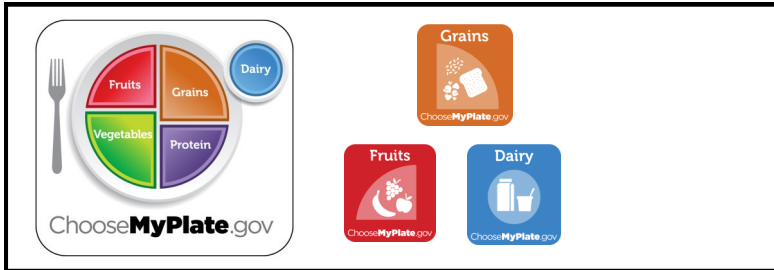 Dairy
Fruits
Grains
Vegetables
Protein
ChooseMyPlate.gov
Grains
ChooseMyPlate.gov
Fruits
ChooseMyPlate.gov
Dairy
ChooseMyPlate.gov